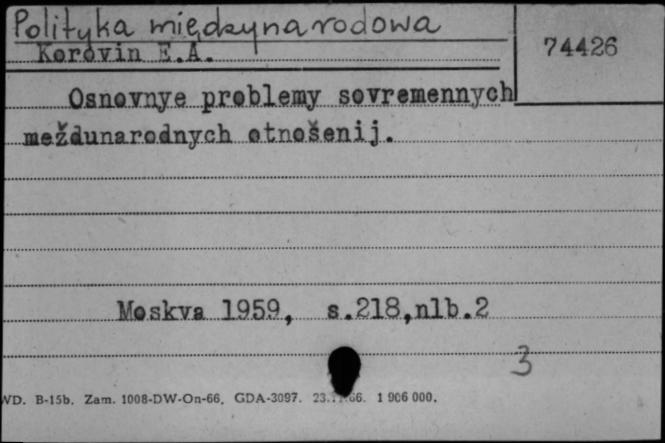 Polityka międzynarodowa
74426
Korovin E.A.
Osnovnye problemy sovremennych
meždunarodnych otnošenij.
Moskva 1959, s.218,nlb.2
3
WD. B-15b. Zam. 1008-DW-On-66. GDA-3097. 1 906 000.